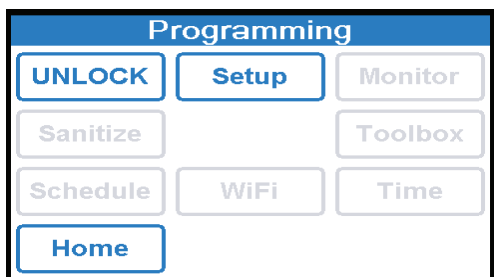 Programming
UNLOCK Setup Monitor
Sanitize Toolbox
Schedule WiFi Time
Home